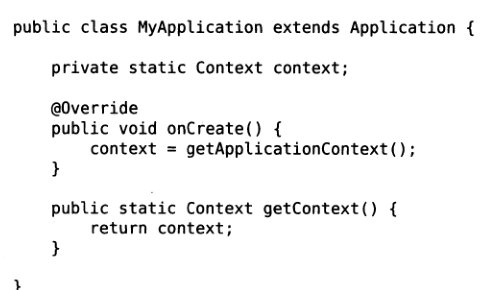 public class MyApplication extends Application {
    private static Context context;
    @Override
    public void onCreate() {
        context = getApplicationContext();
    }
    public static Context getContext() {
        return context;
    }
}